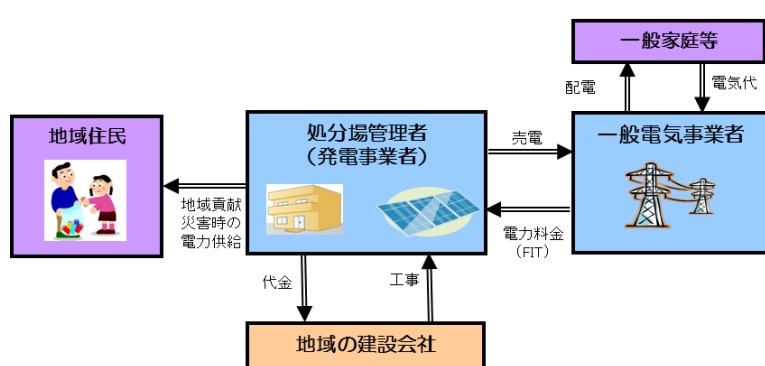 一般家庭等
配電
電気代
地域住民
処分場管理者
（発電事業者）
売電
一般電気事業者
地域貢献
災害時の
電力供給
電力料金
（FIT）
代金
工事
地域の建設会社